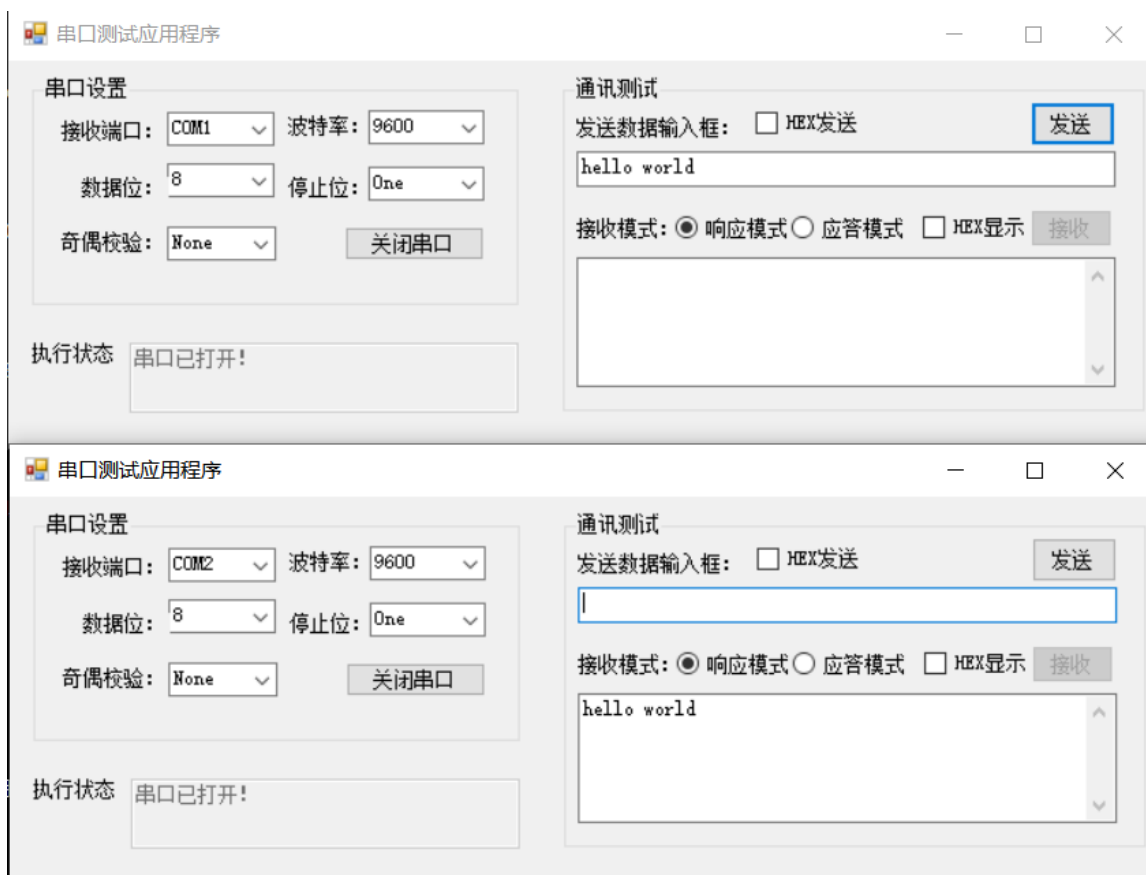 串口测试应用程序
串口设置
接收端口: COM1 波特率: 9600
数据位: 8 停止位: One
奇偶校验: None 关闭串口
执行状态 串口已打开!
通讯测试
发送数据输入框: HEX发送 发送
hello world
接收模式: 响应模式 应答模式 HEX显示 接收
串口测试应用程序
串口设置
接收端口: COM2 波特率: 9600
数据位: 8 停止位: One
奇偶校验: None 关闭串口
执行状态 串口已打开!
通讯测试
发送数据输入框: HEX发送 发送
接收模式: 响应模式 应答模式 HEX显示 接收
hello world